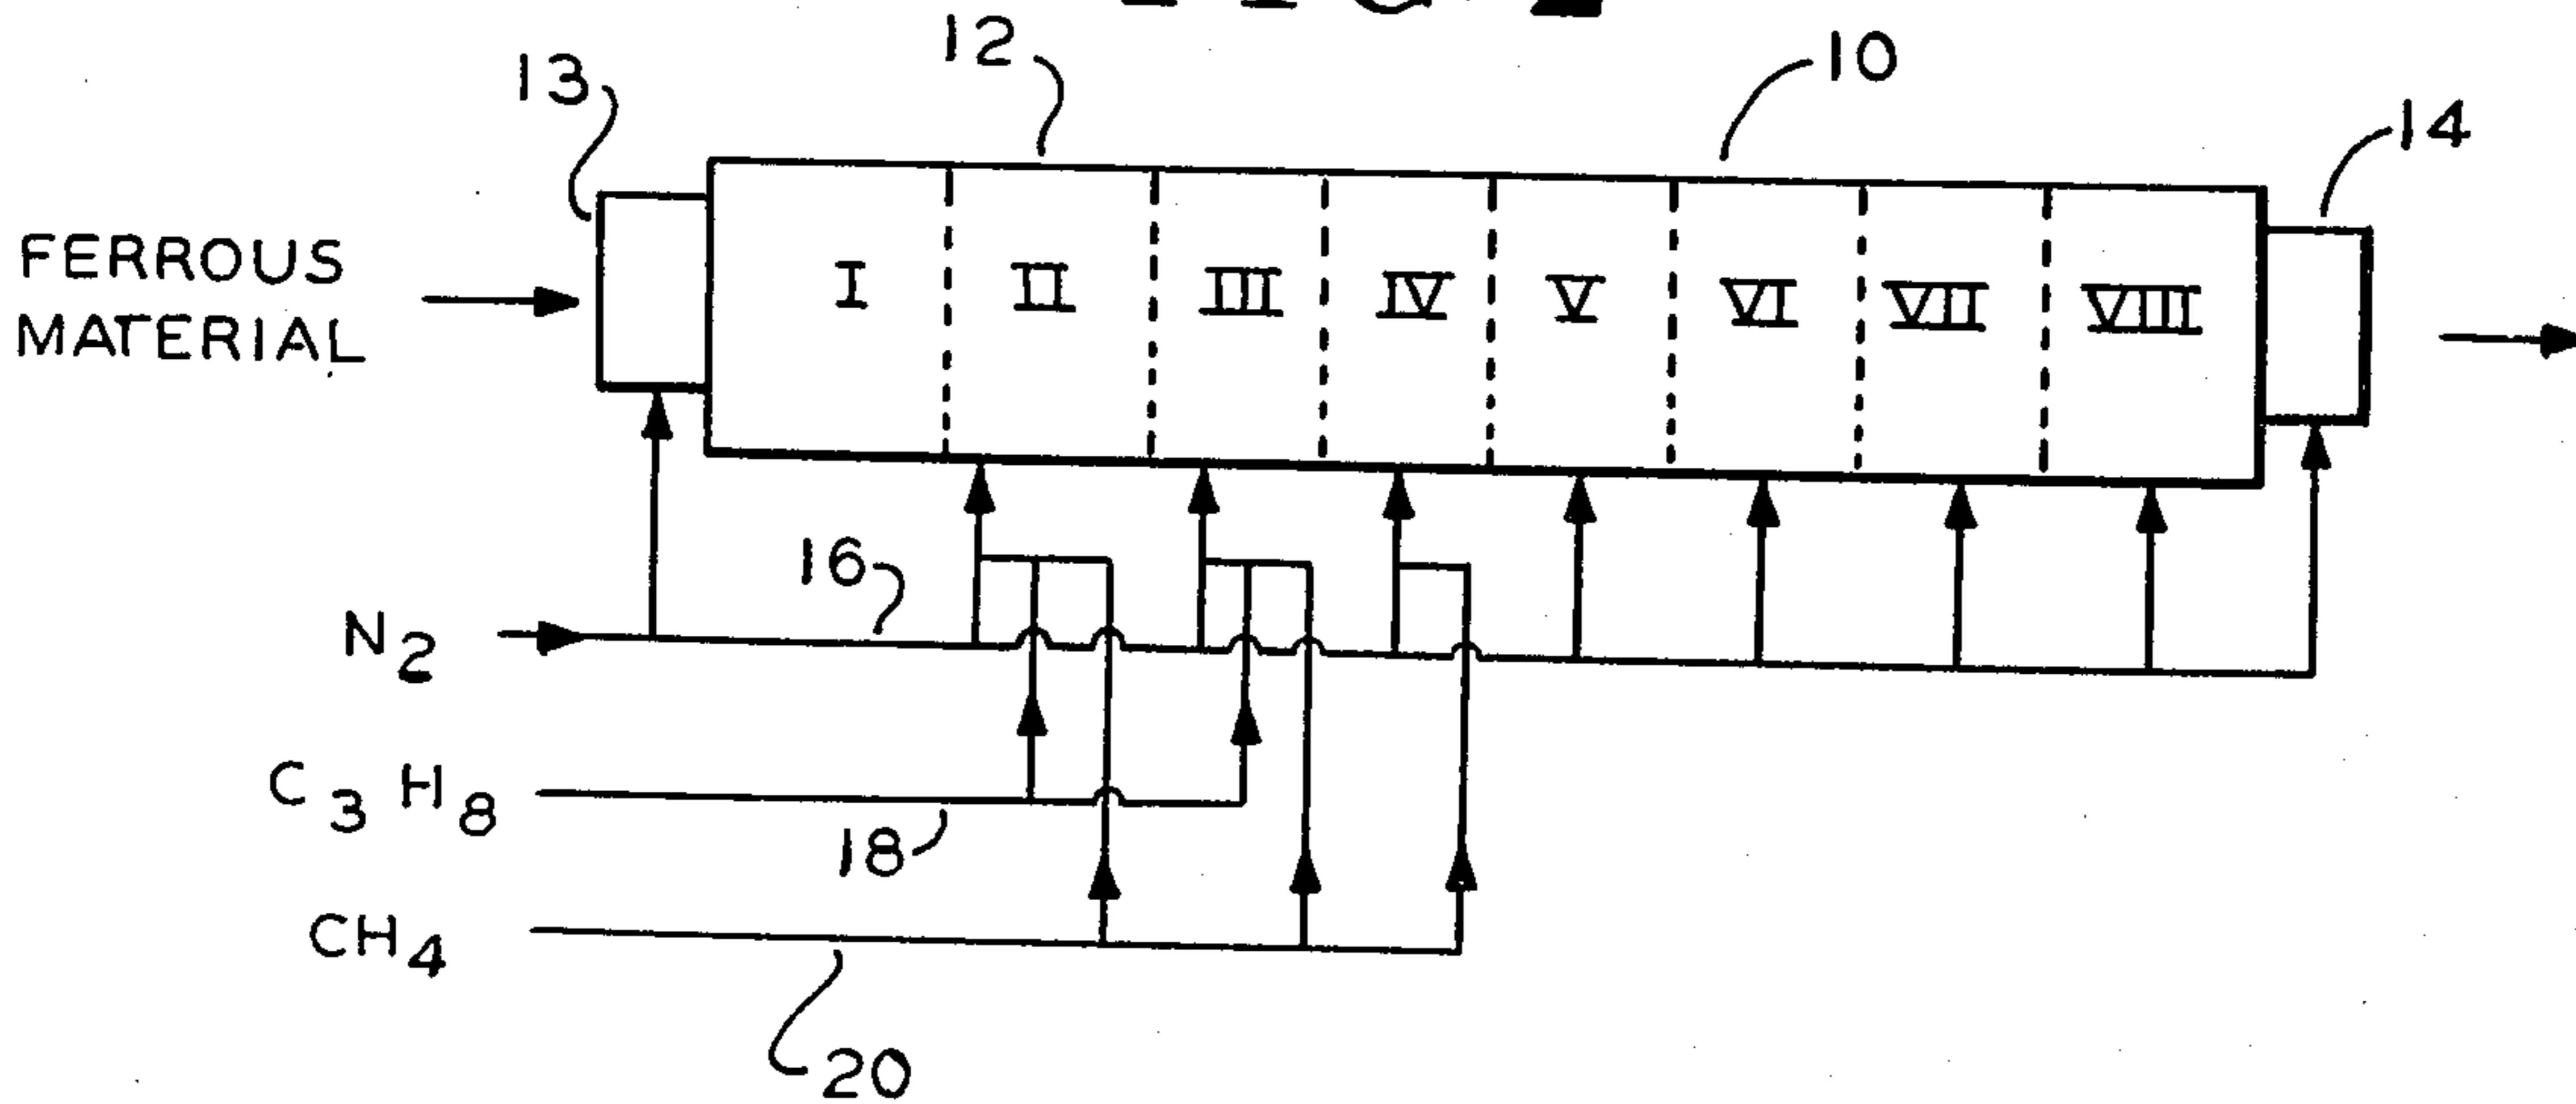 12
10
13
14
FERROUS
MATERIAL
I II III IV V VI VII VIII
16
N2
C3H8
18
CH4
20